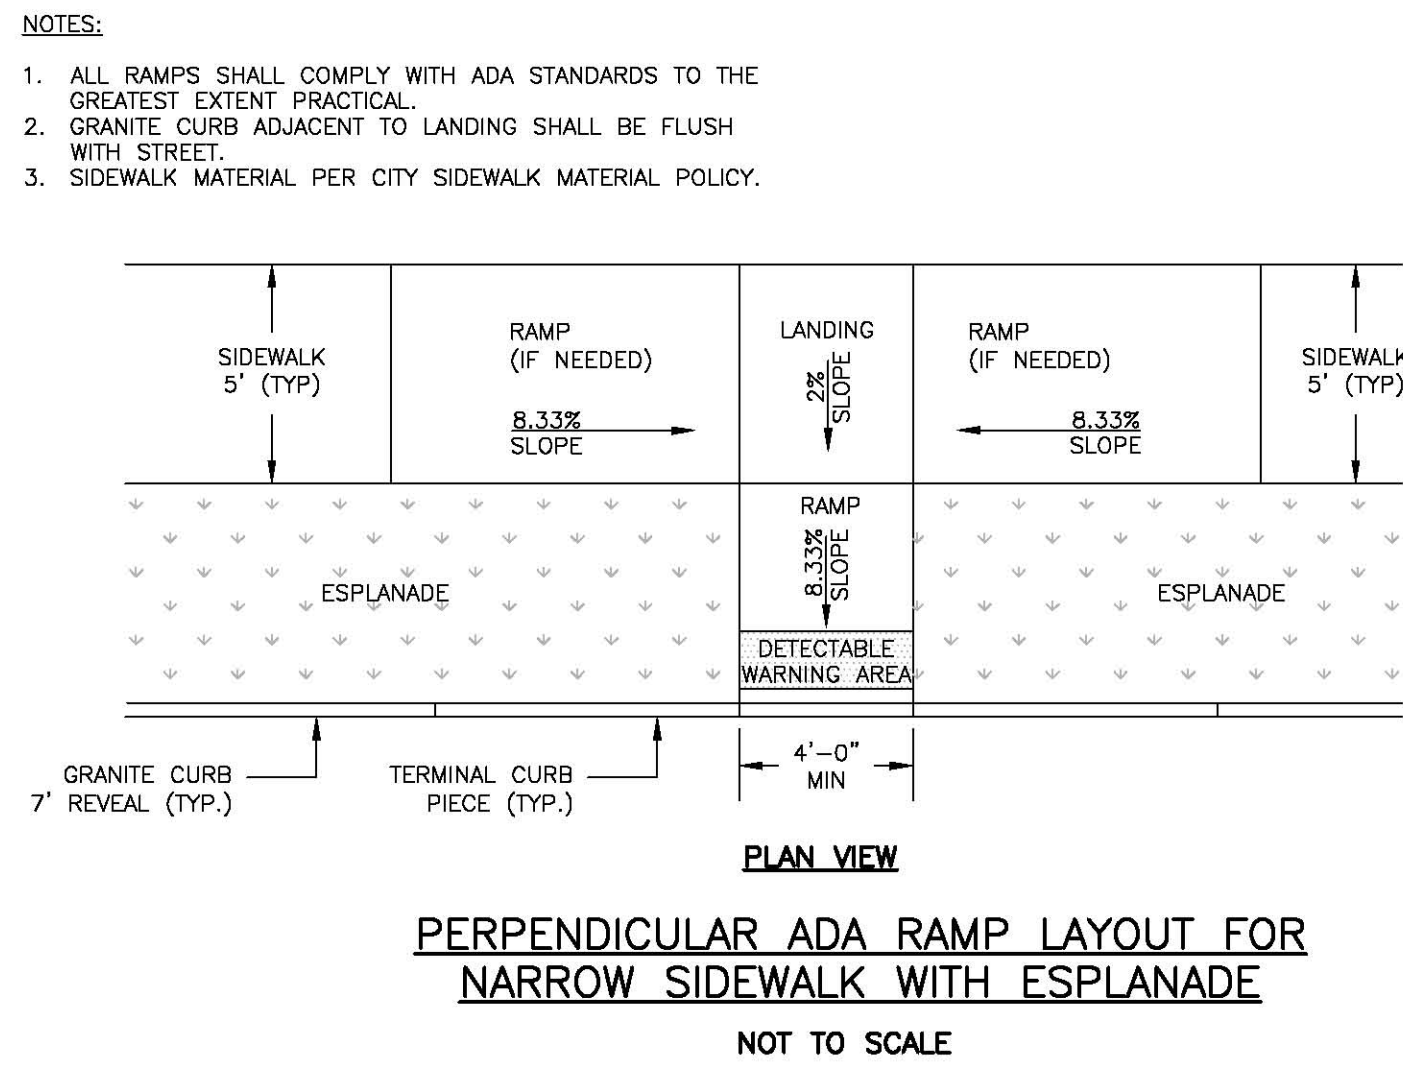 NOTES:
1. ALL RAMPS SHALL COMPLY WITH ADA STANDARDS TO THE
GREATEST EXTENT PRACTICAL.
2. GRANITE CURB ADJACENT TO LANDING SHALL BE FLUSH
WITH STREET.
3. SIDEWALK MATERIAL PER CITY SIDEWALK MATERIAL POLICY.
SIDEWALK
5' (TYP)
RAMP
(IF NEEDED)
8.33%
SLOPE
LANDING
2%
SLOPE
RAMP
(IF NEEDED)
8.33%
SLOPE
SIDEWALK
5' (TYP)
ESPLANADE
RAMP
8.33%
SLOPE
DETECTABLE
WARNING AREA
ESPLANADE
GRANITE CURB
7' REVEAL (TYP.)
TERMINAL CURB
PIECE (TYP.)
4'-0"
MIN
PLAN VIEW
PERPENDICULAR ADA RAMP LAYOUT FOR
NARROW SIDEWALK WITH ESPLANADE
NOT TO SCALE